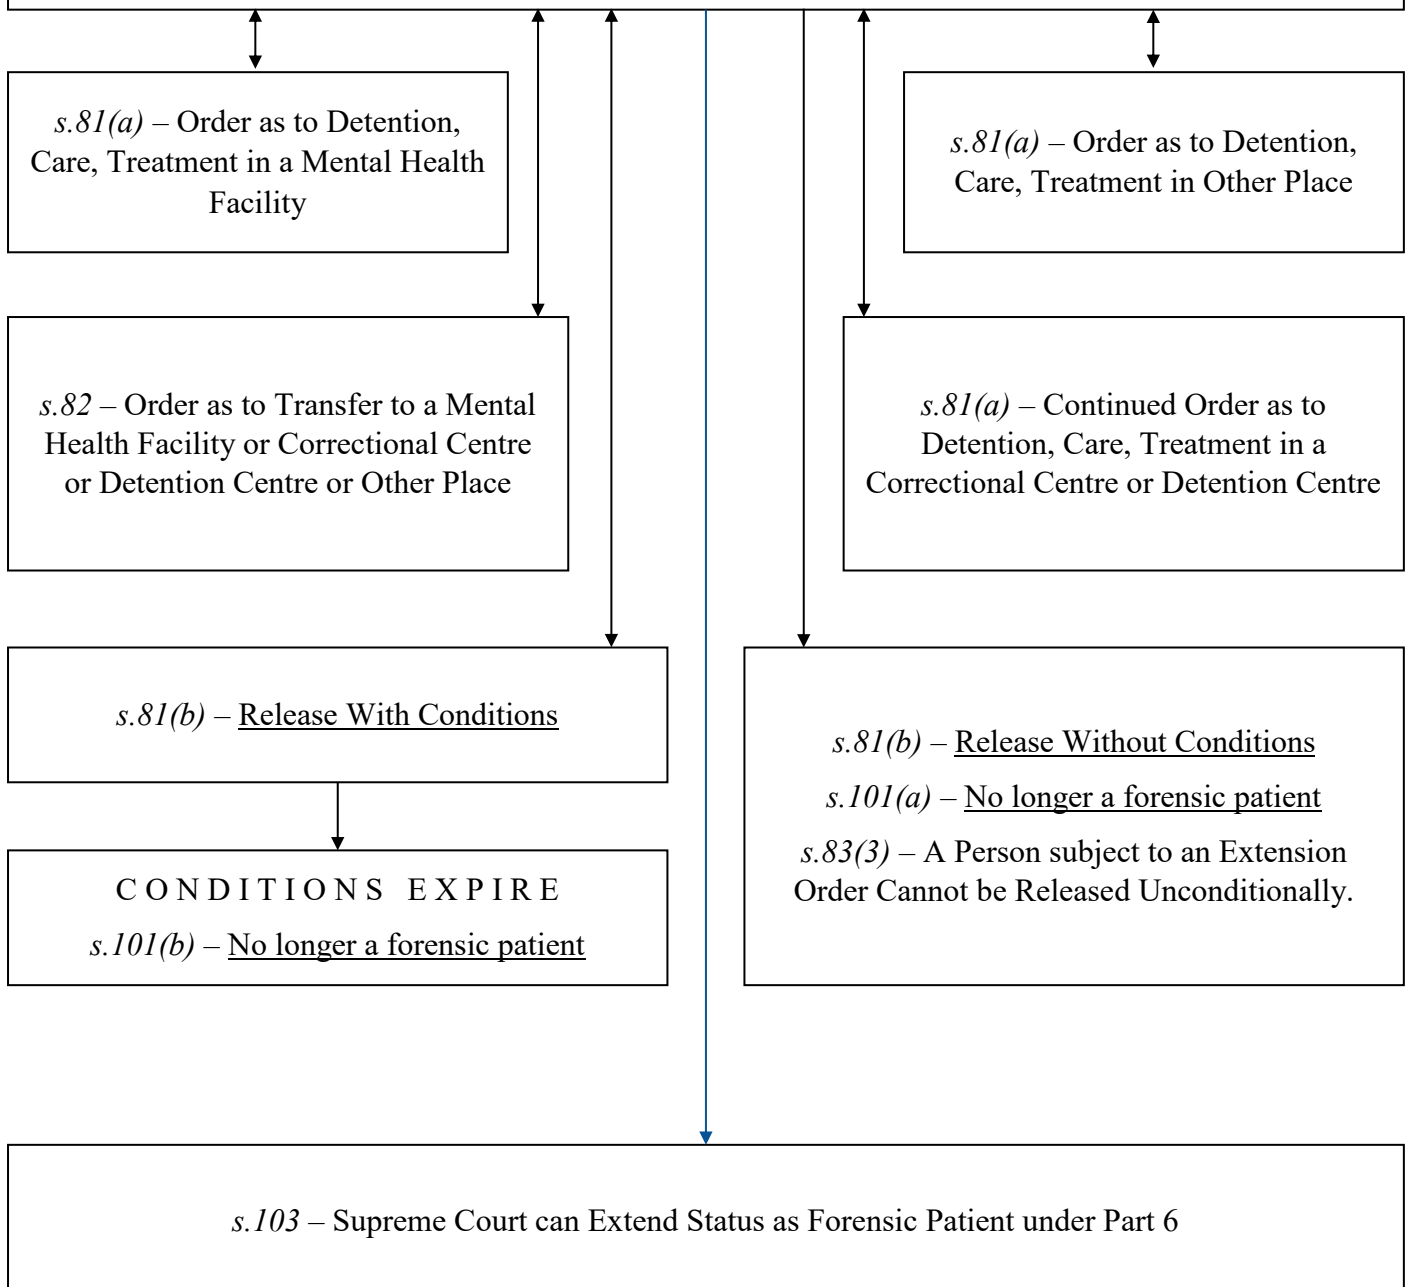 s.81(a) – Order as to Detention,
Care, Treatment in a Mental Health
Facility
s.81(a) – Order as to Detention,
Care, Treatment in Other Place
s.82 – Order as to Transfer to a Mental
Health Facility or Correctional Centre
or Detention Centre or Other Place
s.81(a) – Continued Order as to
Detention, Care, Treatment in a
Correctional Centre or Detention Centre
s.81(b) – Release With Conditions
CONDITIONS EXPIRE
s.101(b) – No longer a forensic patient
s.81(b) – Release Without Conditions
s.101(a) – No longer a forensic patient
s.83(3) – A Person subject to an Extension
Order Cannot be Released Unconditionally.
s.103 – Supreme Court can Extend Status as Forensic Patient under Part 6